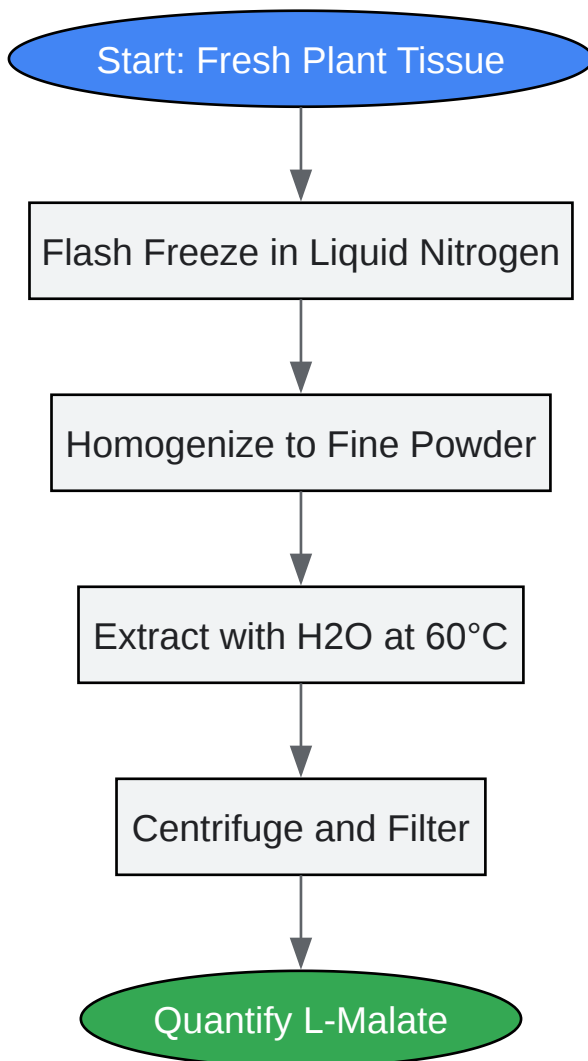 Start: Fresh Plant Tissue
Flash Freeze in Liquid Nitrogen
Homogenize to Fine Powder
Extract with H2O at 60°C
Centrifuge and Filter
Quantify L-Malate